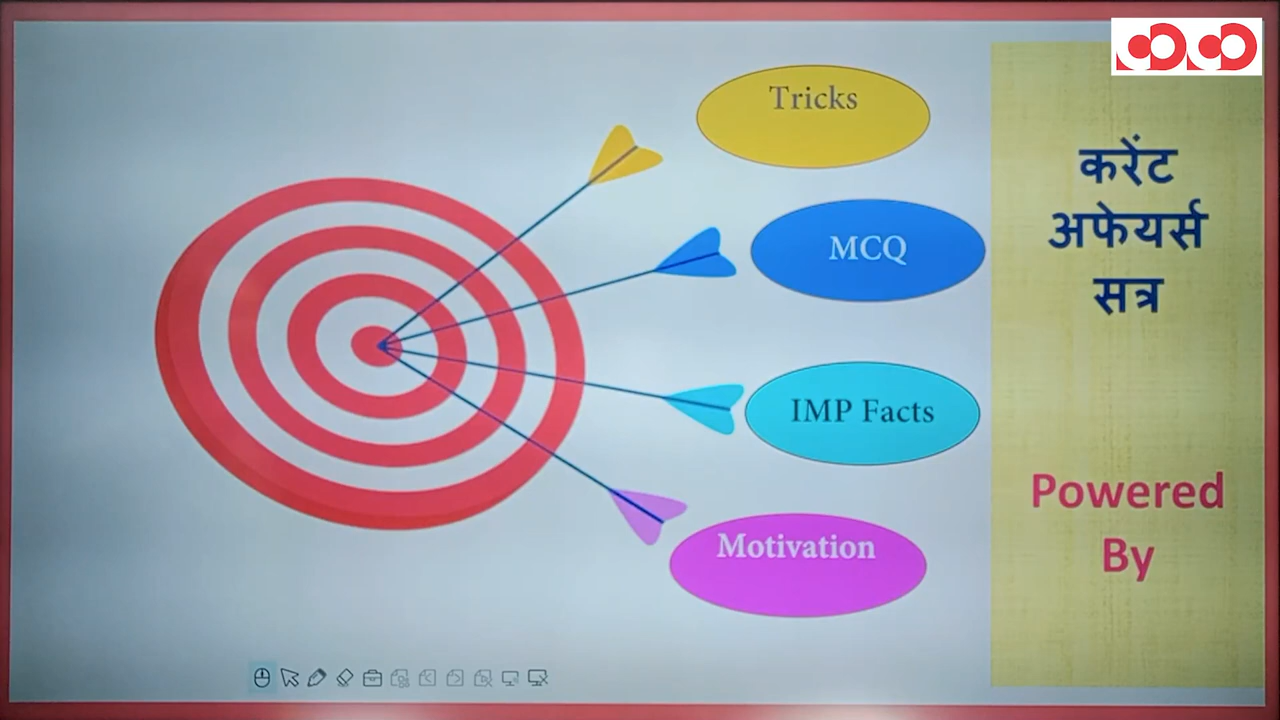 Tricks
MCQ
IMP Facts
Motivation
करेंट
अफेयर्स
सत्र
Powered
By